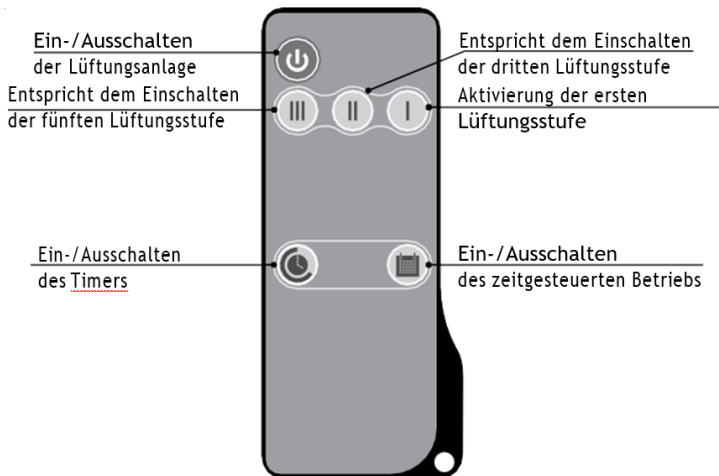 Ein-/Ausschalten
der Lüftungsanlage
Entspricht dem Einschalten
der dritten Lüftungsstufe
Entspricht dem Einschalten
der fünften Lüftungsstufe
Aktivierung der ersten
Lüftungsstufe
III II I
Ein-/Ausschalten
des Timers
Ein-/Ausschalten
des zeitgesteuerten Betriebs